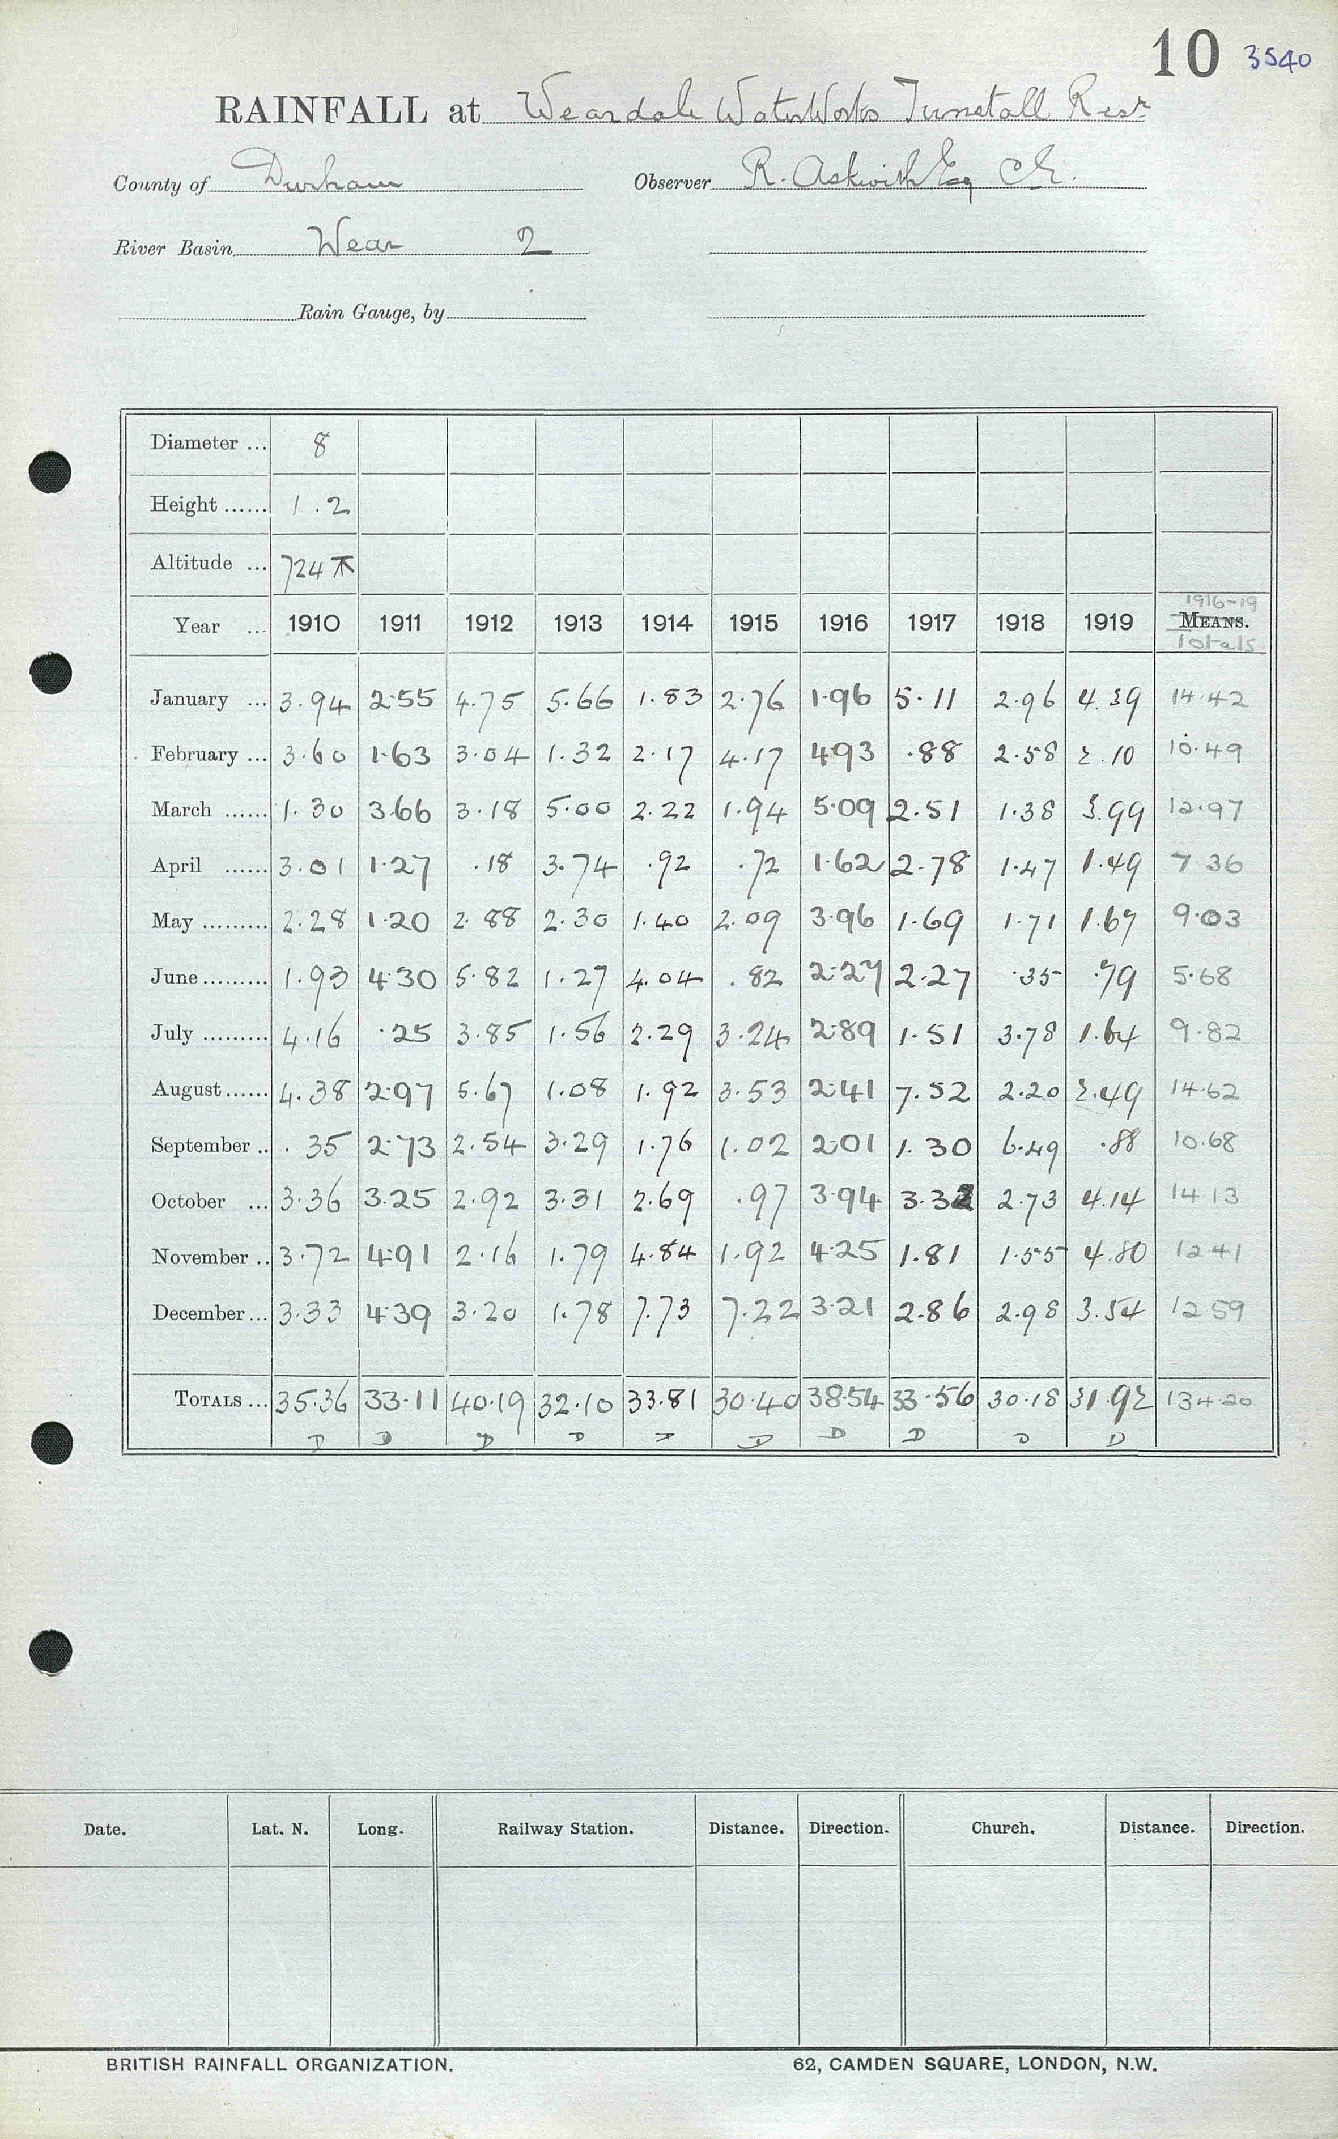 10 3540
RAINFALL at Weardale WaterWorks Tunstall Resr
County of Durham Observer R. Askwith Esq CE.
River Basin Wear 2
Rain Gauge, by
Diameter ... 8
Height ...... 1.2
Altitude ... 724
1916-19
Year ... 1910 1911 1912 1913 1914 1915 1916 1917 1918 1919 MEANS.
Totals
January ... 3.94 2.55 4.75 5.66 1.83 2.76 1.96 5.11 2.96 4.39 14.42
February ... 3.60 1.63 3.04 1.32 2.17 4.17 4.93 .88 2.58 2.10 10.49
March ...... 1.30 3.66 3.18 5.00 2.22 1.94 5.09 2.51 1.38 3.99 12.97
April ...... 3.01 1.27 .18 3.74 .92 .72 1.62 2.78 1.47 1.49 7.36
May ......... 2.28 1.20 2.88 2.30 1.40 2.09 3.96 1.69 1.71 1.67 9.03
June ......... 1.93 4.30 5.82 1.27 4.04 .82 2.27 2.27 .35 .79 5.68
July ......... 4.16 .25 3.85 1.56 2.29 3.24 2.89 1.51 3.78 1.64 9.82
August ...... 4.38 2.97 5.67 1.08 1.92 3.53 2.41 7.52 2.20 2.49 14.62
September .. .35 2.73 2.54 3.29 1.76 1.02 2.01 1.30 6.49 .88 10.68
October ... 3.36 3.25 2.92 3.31 2.69 .97 3.94 3.32 2.73 4.14 14.13
November .. 3.72 4.91 2.16 1.79 4.84 1.92 4.25 1.81 1.55 4.80 12.41
December ... 3.33 4.39 3.20 1.78 7.73 7.22 3.21 2.86 2.98 3.54 12.59
TOTALS ... 35.36 33.11 40.19 32.10 33.81 30.40 38.54 33.56 30.18 31.92 134.20
D D D D D D D D D D
Date. Lat. N. Long. Railway Station. Distance. Direction. Church. Distance. Direction.
BRITISH RAINFALL ORGANIZATION. 62, CAMDEN SQUARE, LONDON, N.W.